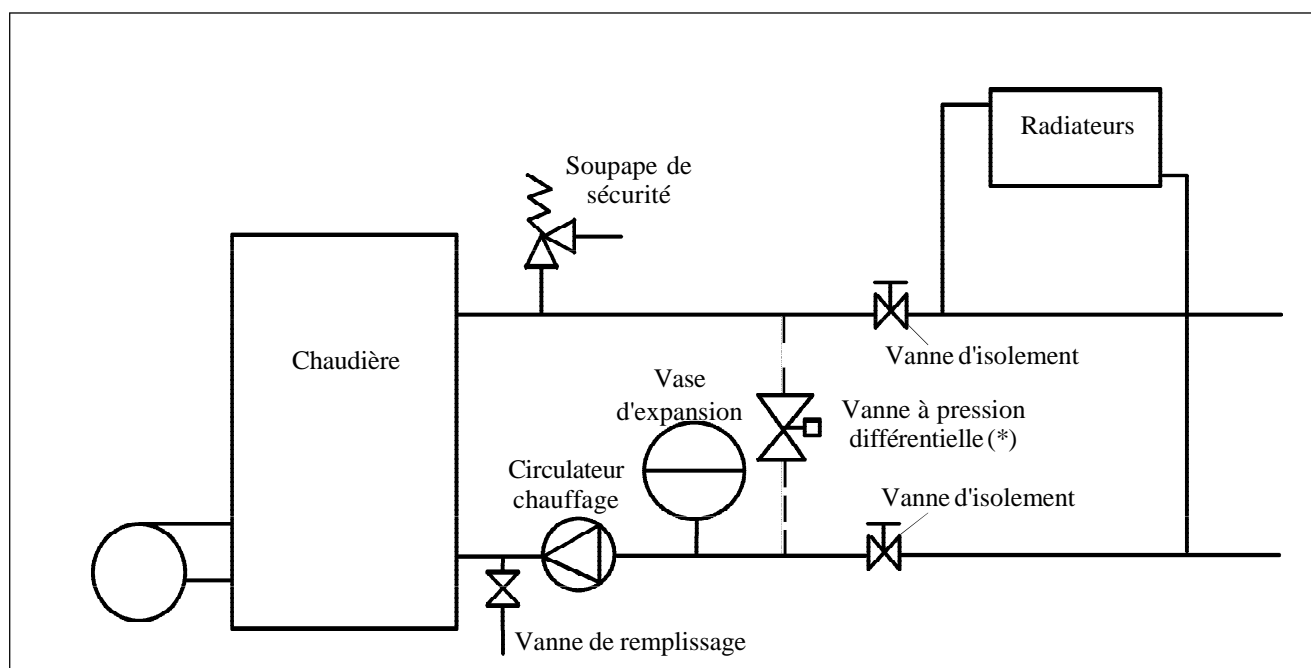 Radiateurs
Soupape de
sécurité
Chaudière
Vanne d'isolement
Vase
d'expansion
Vanne à pression
différentielle (*)
Circulateur
chauffage
Vanne d'isolement
Vanne de remplissage